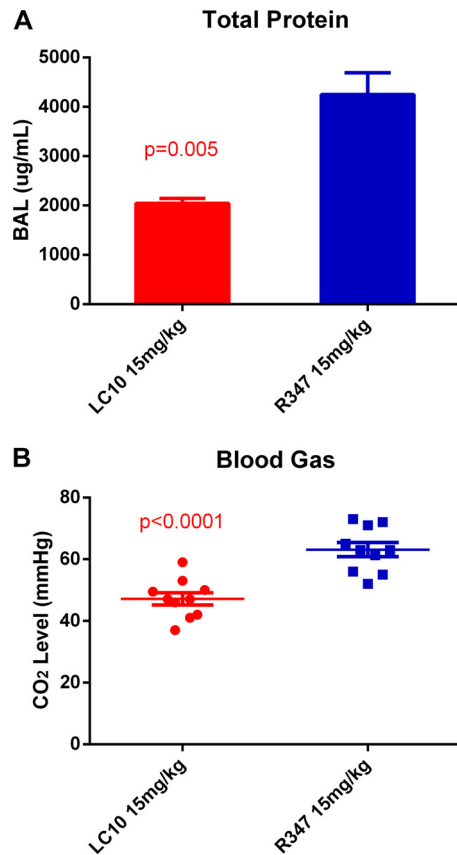 A
Total Protein
BAL (ug/mL)
5000
4000
3000
2000
1000
0
p=0.005
LC10 15mg/kg
R347 15mg/kg
B
Blood Gas
CO2 Level (mmHg)
80
60
40
20
0
p<0.0001
LC10 15mg/kg
R347 15mg/kg